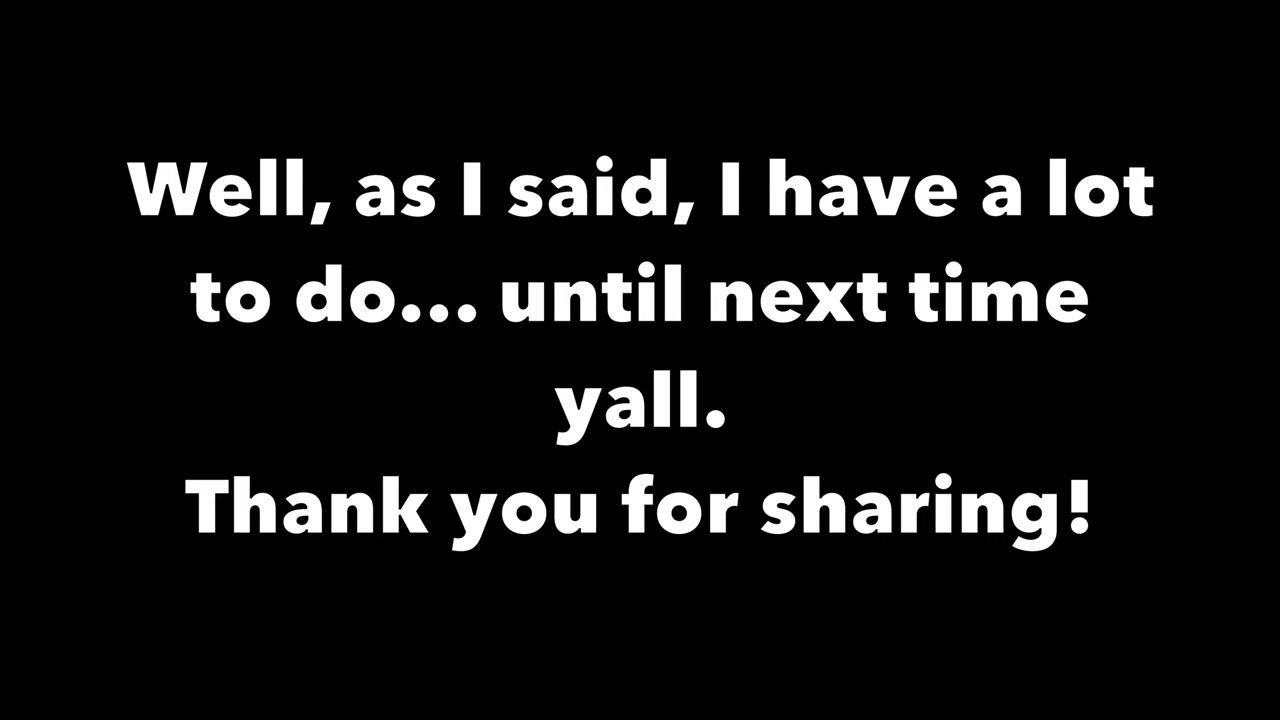 Well, as I said, I have a lot
to do... until next time
yall.
Thank you for sharing!